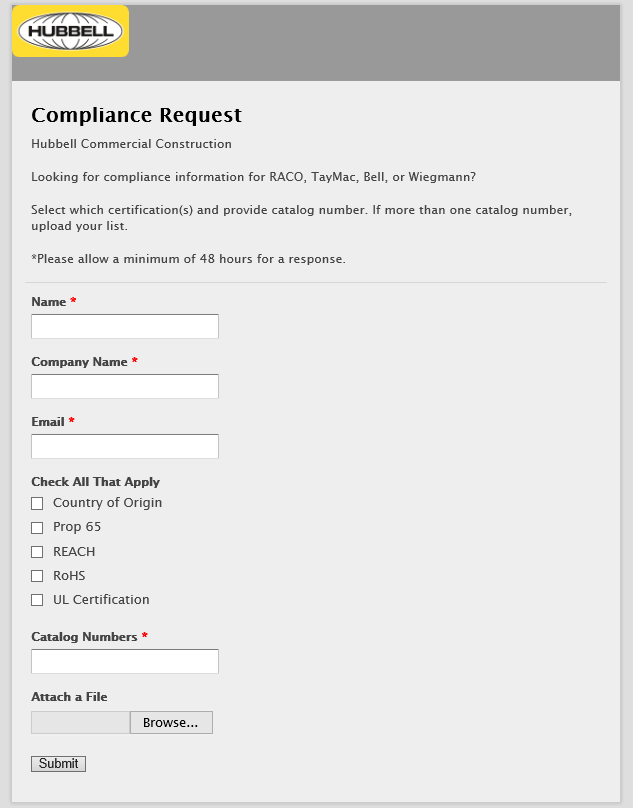 HUBBELL
Compliance Request
Hubbell Commercial Construction
Looking for compliance information for RACO, TayMac, Bell, or Wiegmann?
Select which certification(s) and provide catalog number. If more than one catalog number,
upload your list.
*Please allow a minimum of 48 hours for a response.
Name *
Company Name *
Email *
Check All That Apply
Country of Origin
Prop 65
REACH
RoHS
UL Certification
Catalog Numbers *
Attach a File
Browse...
Submit